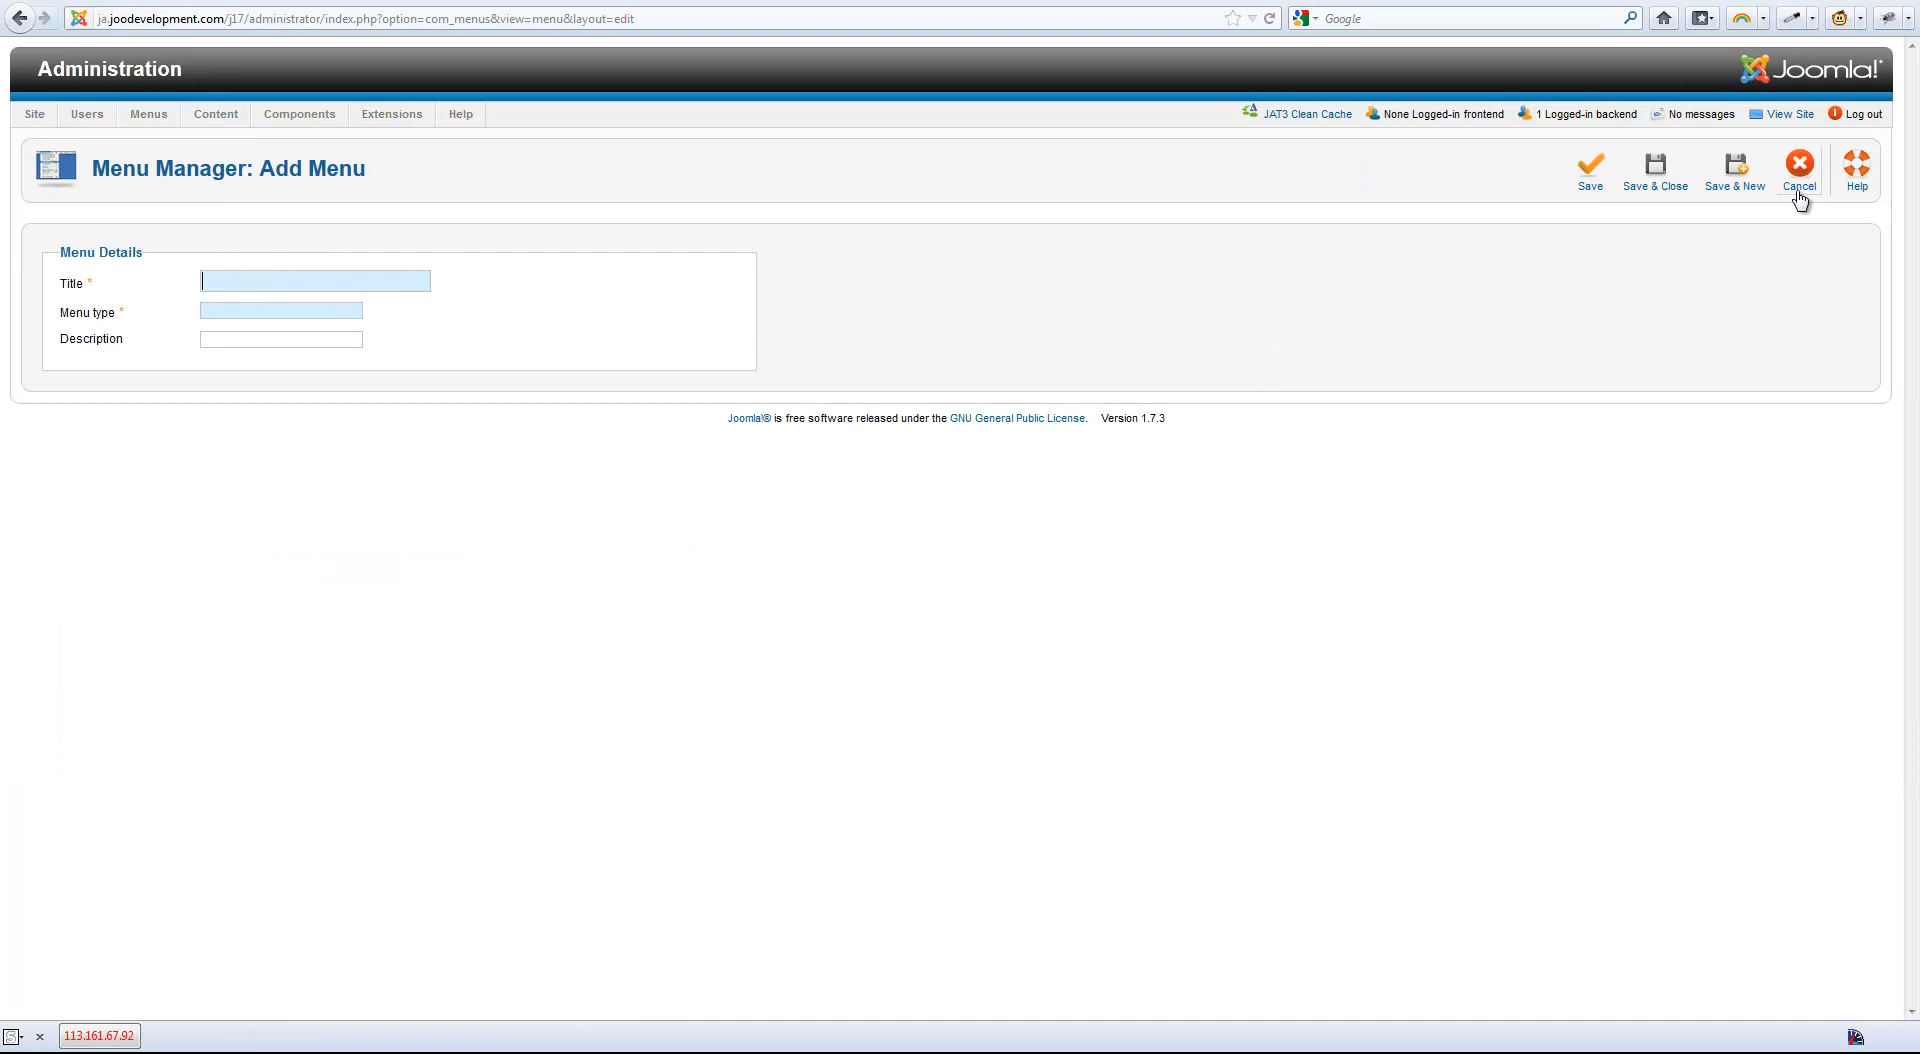 ja.joodevelopment.com/j17/administrator/index.php?option=com_menus&view=menu&layout=edit Google
Administration Joomla!®
Site Users Menus Content Components Extensions Help JAT3 Clean Cache None Logged-in frontend 1 Logged-in backend No messages View Site Log out
Menu Manager: Add Menu Save Save & Close Save & New Cancel Help
Menu Details
Title *
Menu type *
Description
Joomla!® is free software released under the GNU General Public License. Version 1.7.3
S 113.161.67.92